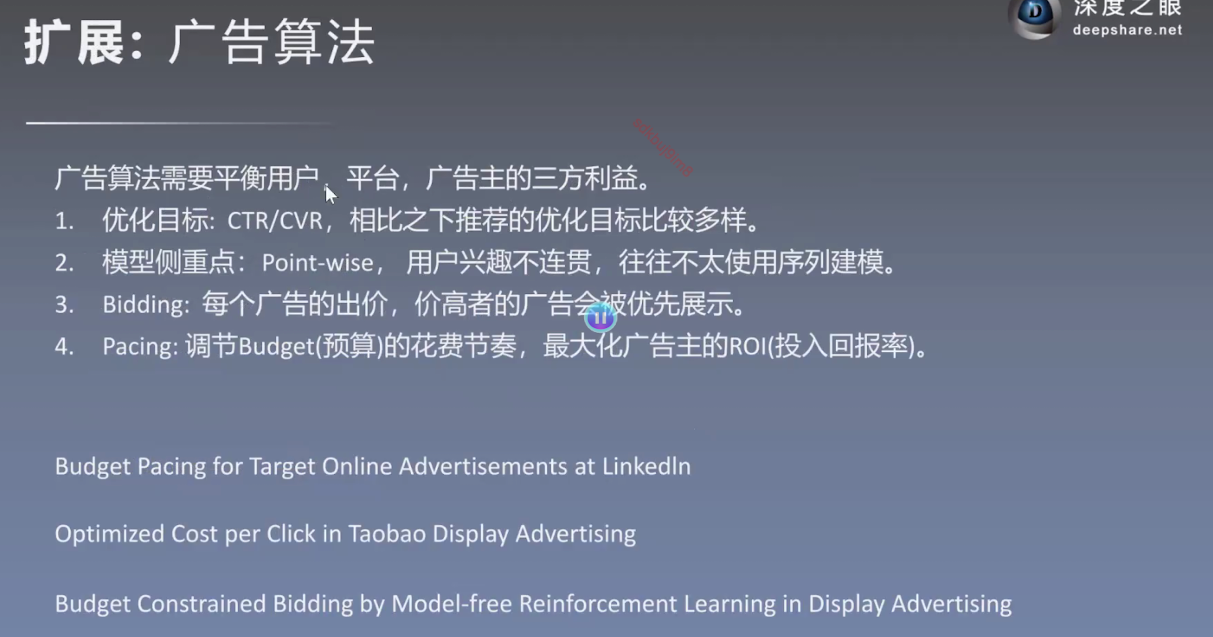 深度之眼
deepshare.net
扩展: 广告算法
广告算法需要平衡用户、平台，广告主的三方利益。
1. 优化目标: CTR/CVR，相比之下推荐的优化目标比较多样。
2. 模型侧重点：Point-wise， 用户兴趣不连贯，往往不太使用序列建模。
3. Bidding: 每个广告的出价，价高者的广告会被优先展示。
4. Pacing: 调节Budget(预算)的花费节奏，最大化广告主的ROI(投入回报率)。
Budget Pacing for Target Online Advertisements at LinkedIn
Optimized Cost per Click in Taobao Display Advertising
Budget Constrained Bidding by Model-free Reinforcement Learning in Display Advertising